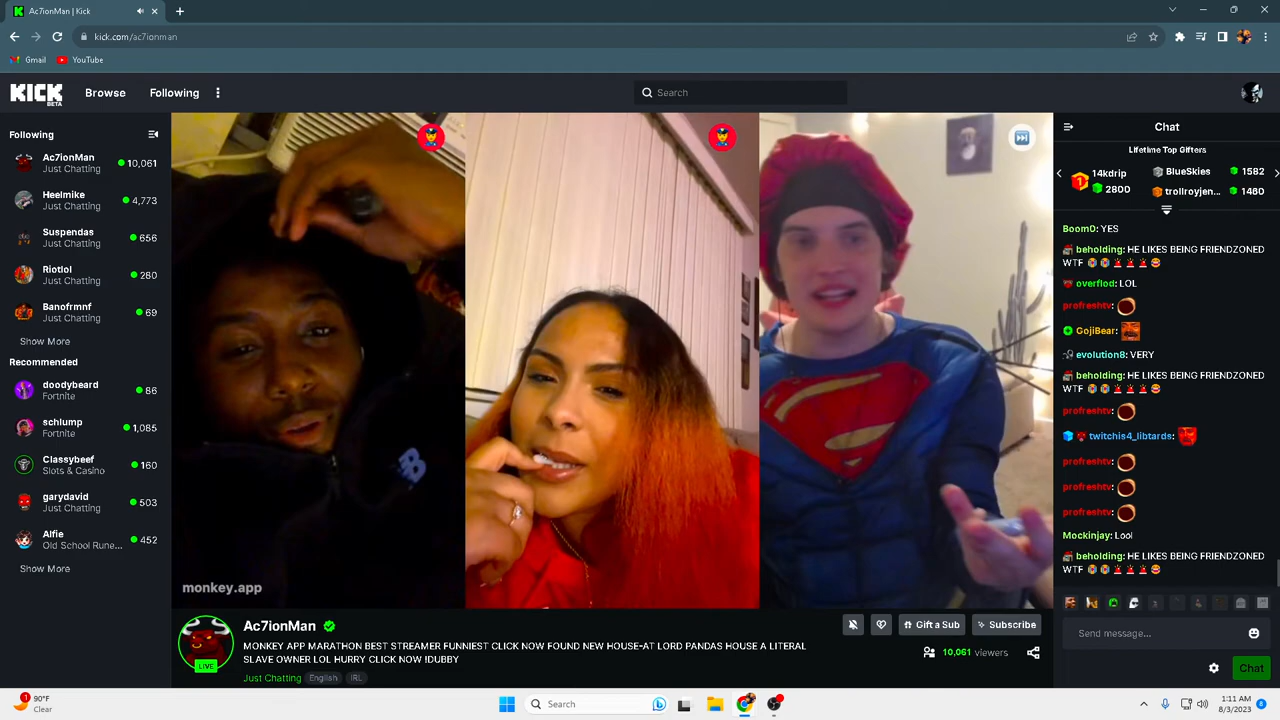 Ac7ionMan | Kick
kick.com/ac7ionman
Gmail YouTube
KICK BETA Browse Following Search
Following
Ac7ionMan 10,061
Just Chatting
Heelmike 4,773
Just Chatting
Suspendas 656
Just Chatting
Riotlol 280
Just Chatting
Banofrmnf 69
Just Chatting
Show More
Recommended
doodybeard 86
Fortnite
schlump 1,085
Fortnite
Classybeef 160
Slots & Casino
garydavid 503
Just Chatting
Alfie 452
Old School Rune...
Show More
monkey.app
LIVE
Ac7ionMan
MONKEY APP MARATHON BEST STREAMER FUNNIEST CLICK NOW FOUND NEW HOUSE-AT LORD PANDAS HOUSE A LITERAL
SLAVE OWNER LOL HURRY CLICK NOW !DUBBY
Just Chatting English IRL
Gift a Sub Subscribe
10,061 viewers
Chat
Lifetime Top Gifters
1 14kdrip 2800
BlueSkies 1582
trollroyjen... 1460
Boom0: YES
beholding: HE LIKES BEING FRIENDZONED
WTF
overflod: LOL
profreshtv:
GojiBear:
evolution8: VERY
beholding: HE LIKES BEING FRIENDZONED
WTF
profreshtv:
twitchis4_libtards:
profreshtv:
profreshtv:
profreshtv:
Mockinjay: Lool
beholding: HE LIKES BEING FRIENDZONED
WTF
Send message...
Chat
1
90°F
Clear
Search
1:11 AM
8/3/2023